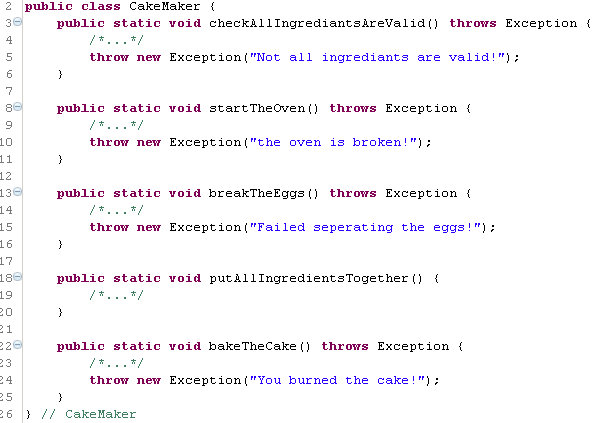 2 public class CakeMaker {
3 public static void checkAllIngrediantsAreValid() throws Exception {
4 /*...*/
5 throw new Exception("Not all ingrediants are valid!");
6 }
7
8 public static void startTheOven() throws Exception {
9 /*...*/
10 throw new Exception("the oven is broken!");
11 }
12
13 public static void breakTheEggs() throws Exception {
14 /*...*/
15 throw new Exception("Failed seperating the eggs!");
16 }
17
18 public static void putAllIngredientsTogether() {
19 /*...*/
20 }
21
22 public static void bakeTheCake() throws Exception {
23 /*...*/
24 throw new Exception("You burned the cake!");
25 }
26 } // CakeMaker